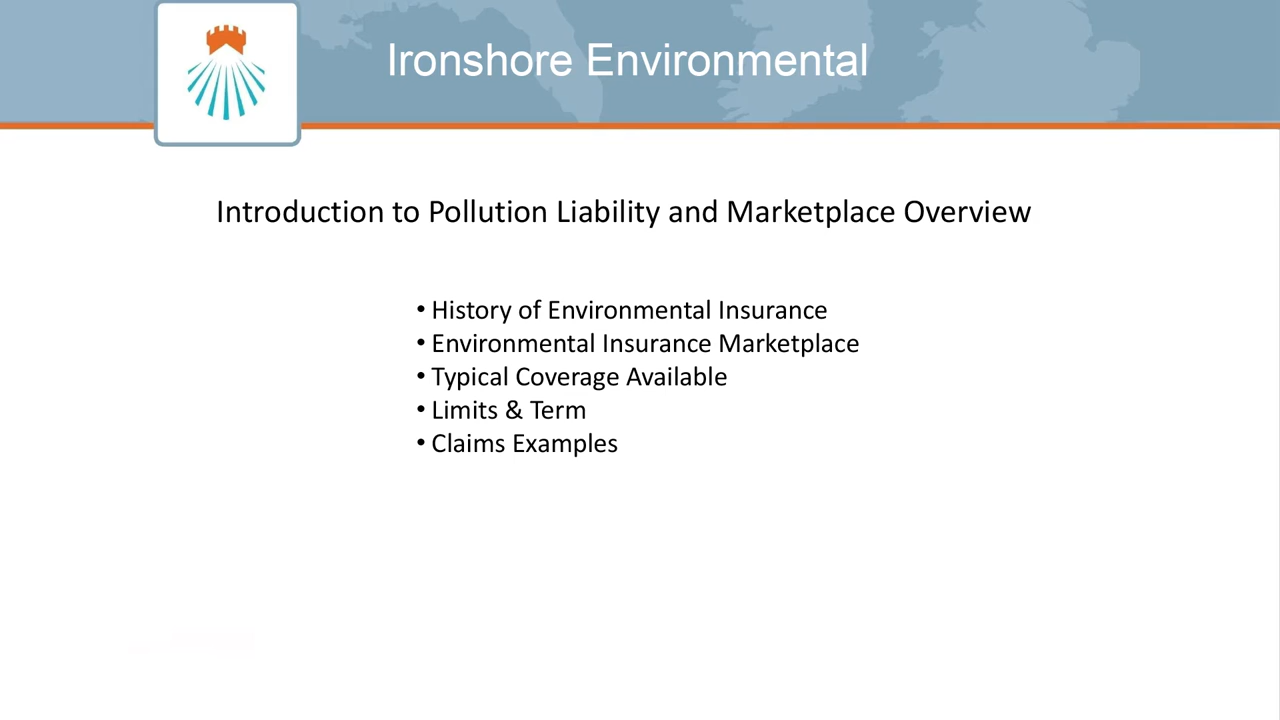 Ironshore Environmental
Introduction to Pollution Liability and Marketplace Overview
• History of Environmental Insurance
• Environmental Insurance Marketplace
• Typical Coverage Available
• Limits & Term
• Claims Examples